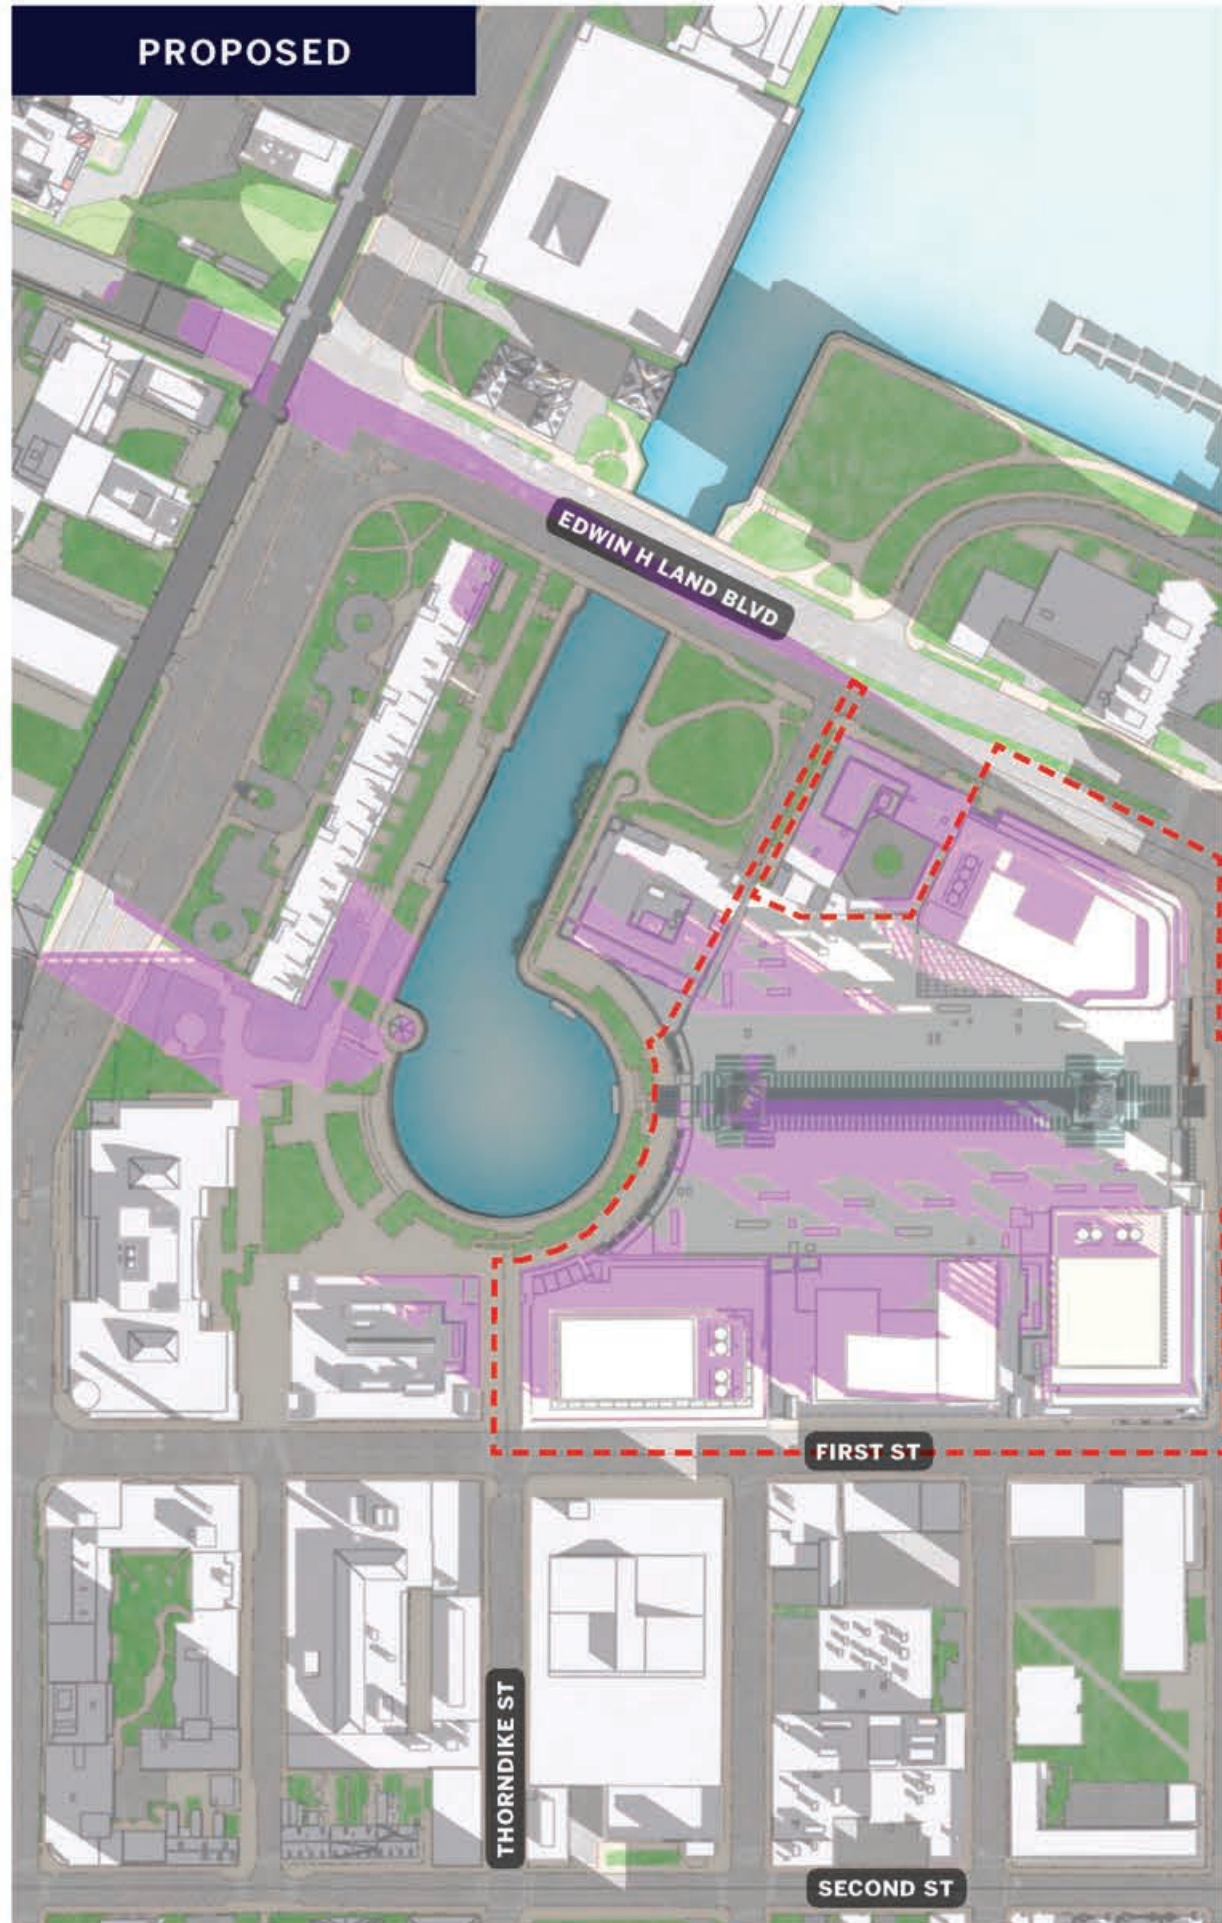 PROPOSED
EDWIN H LAND BLVD
FIRST ST
THORNDIKE ST
SECOND ST